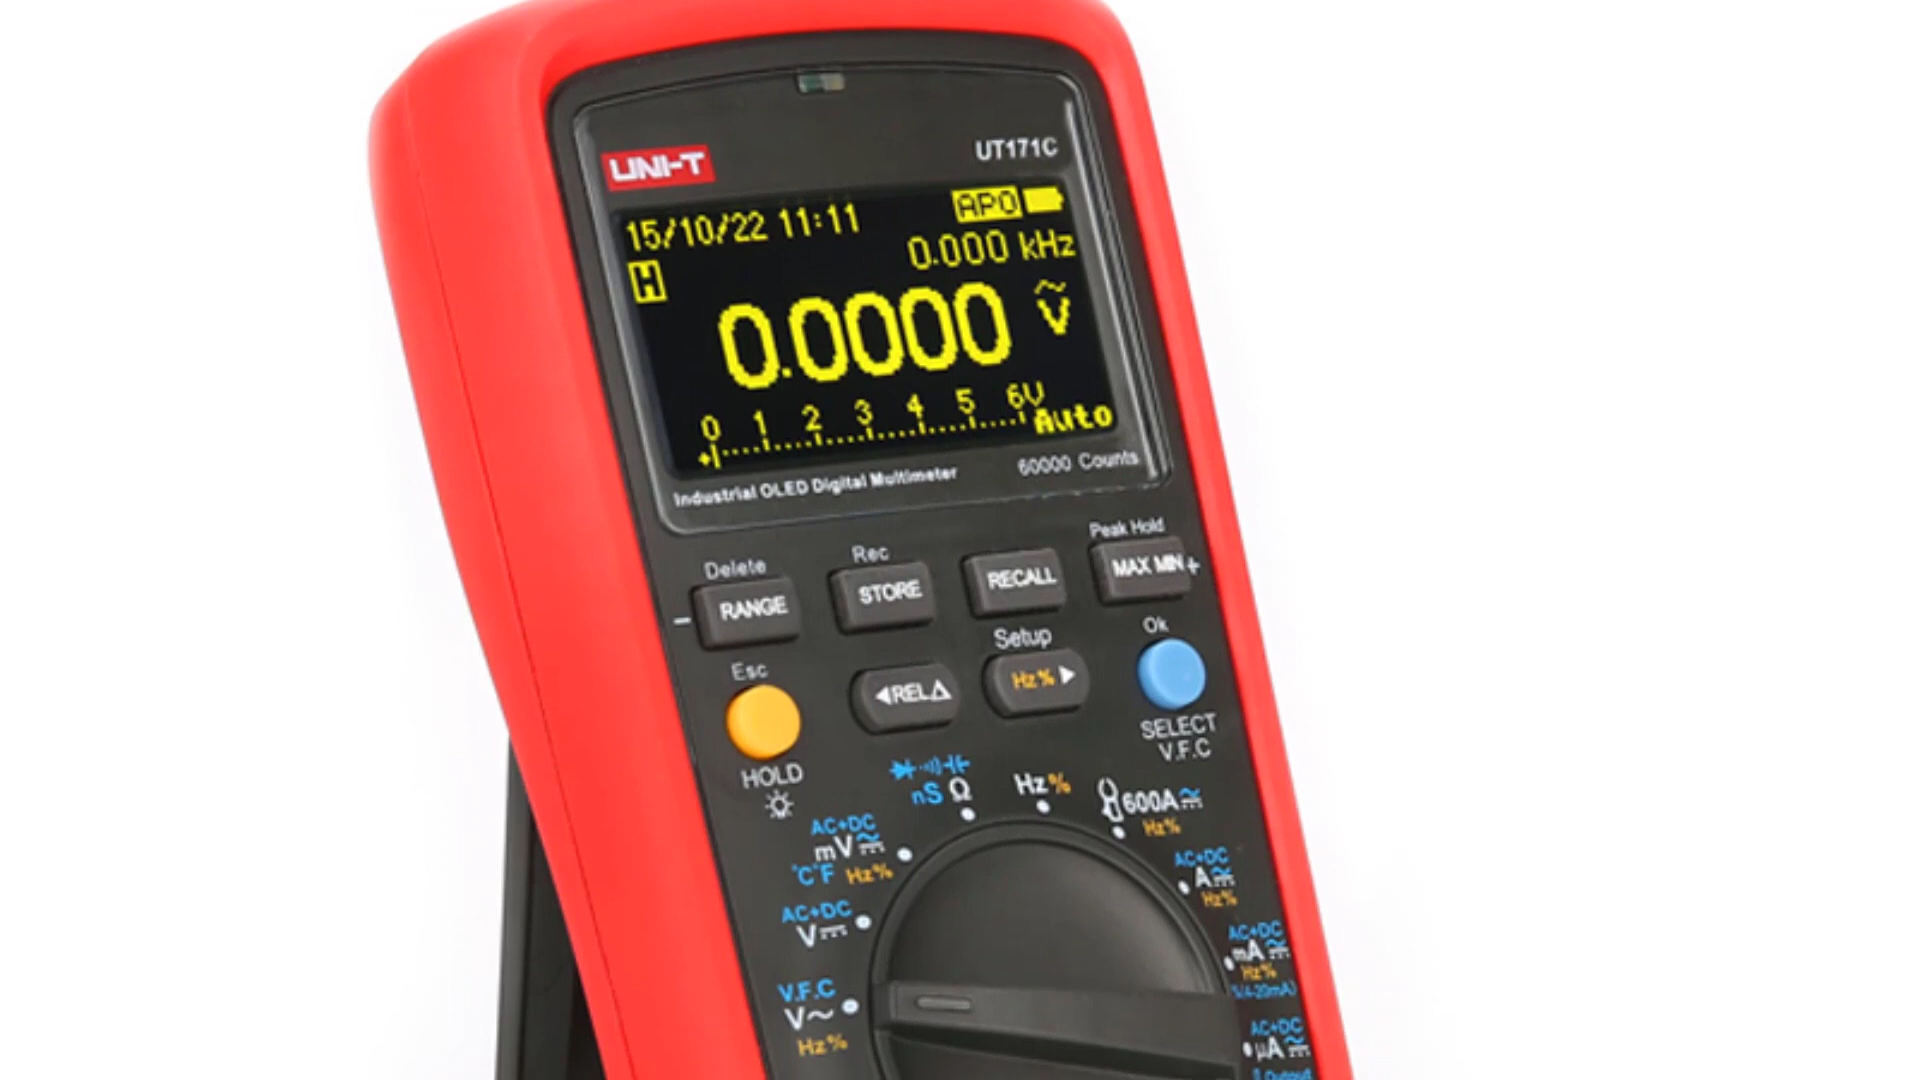 UNI-T
UT171C
15/10/22 11:11
APO
0.000 kHz
H
0.0000 V
0 1 2 3 4 5 6V
Auto
Industrial OLED Digital Multimeter
60000 Counts
Delete
Rec
Peak Hold
- RANGE
STORE
RECALL
MAX MIN +
Esc
Setup
Ok
◀REL△
Hz% ▶
HOLD
SELECT
V.F.C
nS Ω
Hz%
600A
Hz%
AC+DC
mV
°C°F Hz%
AC+DC
A
Hz%
AC+DC
V
AC+DC
mA
Hz%
%(4-20mA)
V.F.C
V~
Hz%
AC+DC
µA
Output